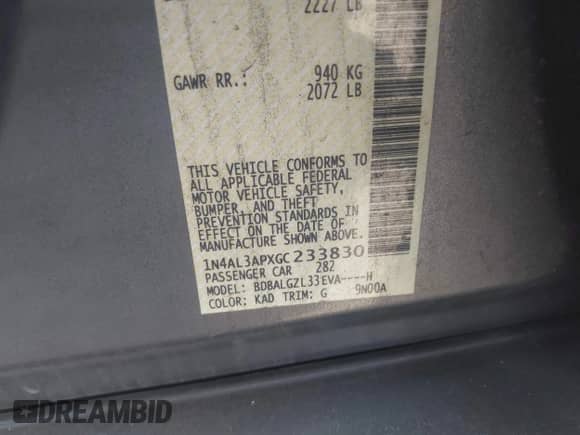 2227 LB
GAWR RR.: 940 KG
2072 LB
THIS VEHICLE CONFORMS TO
ALL APPLICABLE FEDERAL
MOTOR VEHICLE SAFETY,
BUMPER, AND THEFT
PREVENTION STANDARDS IN
EFFECT ON THE DATE OF
MANUFACTURE SHOWN ABOVE.
1N4AL3APXGC233830
PASSENGER CAR 282
MODEL: BDBALGZL33EVA----H
COLOR: KAD TRIM: G 9N00A
DREAMBID